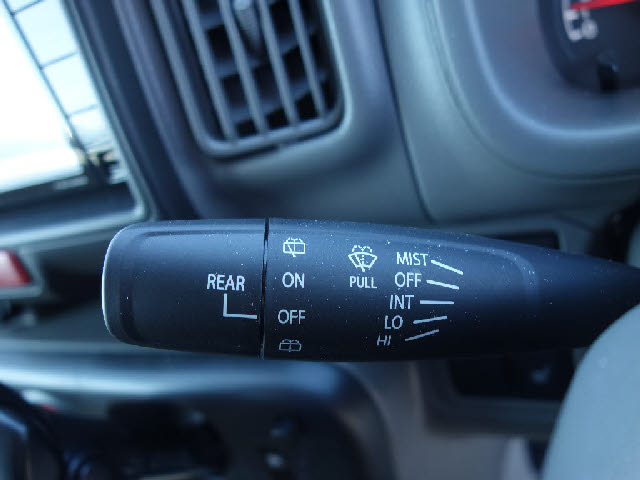 REAR
ON
OFF
PULL
MIST
OFF
INT
LO
HI